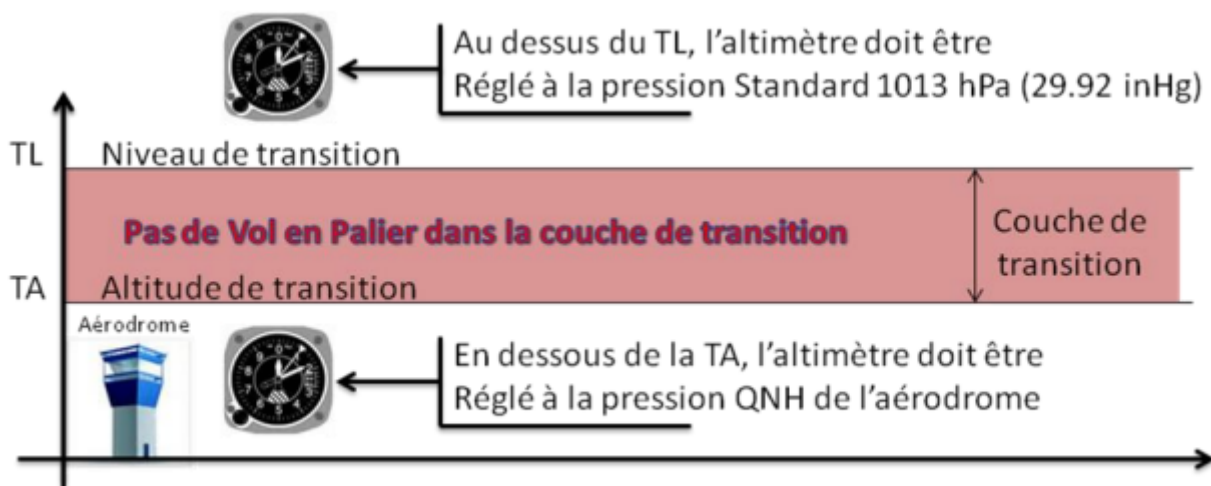 Au dessus du TL, l'altimètre doit être
Réglé à la pression Standard 1013 hPa (29.92 inHg)
TL
Niveau de transition
Pas de Vol en Palier dans la couche de transition
Couche de
transition
TA
Altitude de transition
Aérodrome
En dessous de la TA, l'altimètre doit être
Réglé à la pression QNH de l'aérodrome